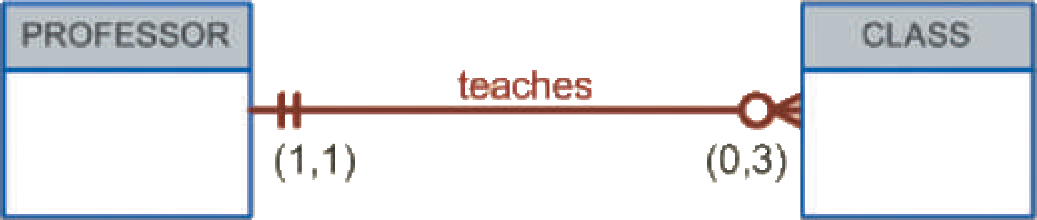 PROFESSOR
CLASS
teaches
(1,1)
(0,3)